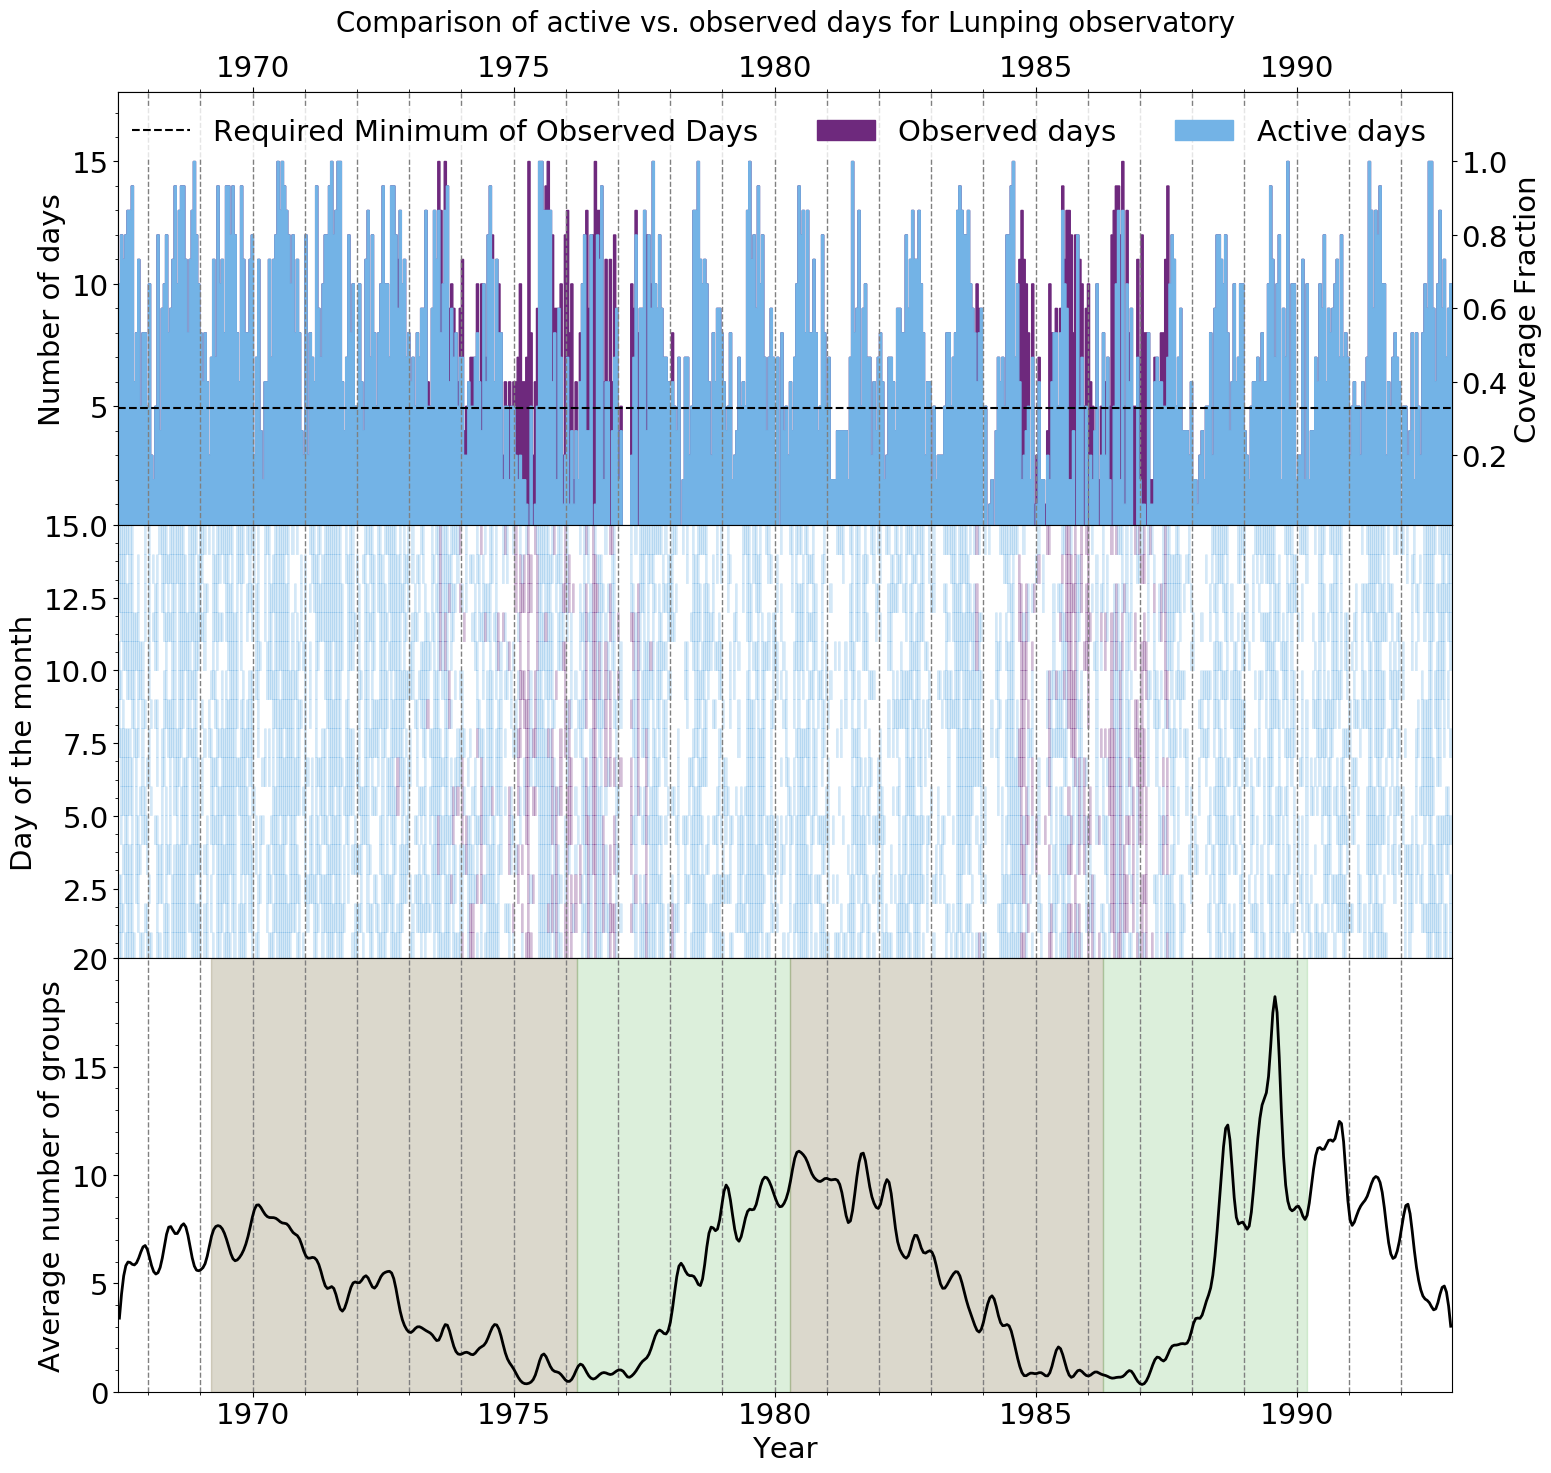 Comparison of active vs. observed days for Lunping observatory
1970 1975 1980 1985 1990
Required Minimum of Observed Days Observed days Active days
Number of days
15
10
5
Coverage Fraction
1.0
0.8
0.6
0.4
0.2
Day of the month
15.0
12.5
10.0
7.5
5.0
2.5
Average number of groups
20
15
10
5
0
1970 1975 1980 1985 1990
Year